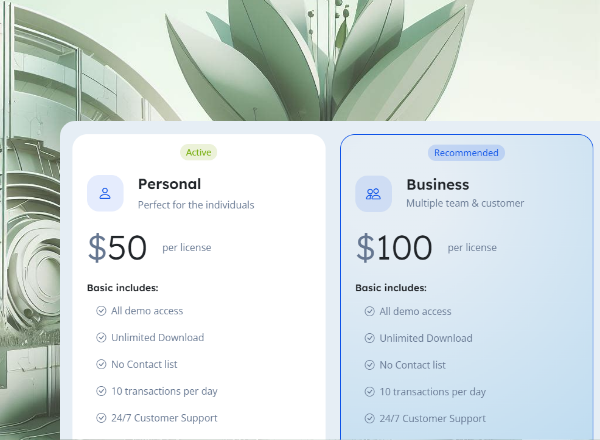 Active
Personal
Perfect for the individuals
$50 per license
Basic includes:
All demo access
Unlimited Download
No Contact list
10 transactions per day
24/7 Customer Support
Recommended
Business
Multiple team & customer
$100 per license
Basic includes:
All demo access
Unlimited Download
No Contact list
10 transactions per day
24/7 Customer Support